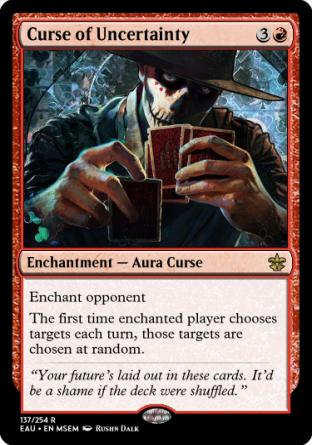 Curse of Uncertainty 3
Enchantment — Aura Curse
Enchant opponent
The first time enchanted player chooses
targets each turn, those targets are
chosen at random.
“Your future’s laid out in these cards. It’d
be a shame if the deck were shuffled.”
137/254 R
EAU • EN MSEM Rushn Dalk